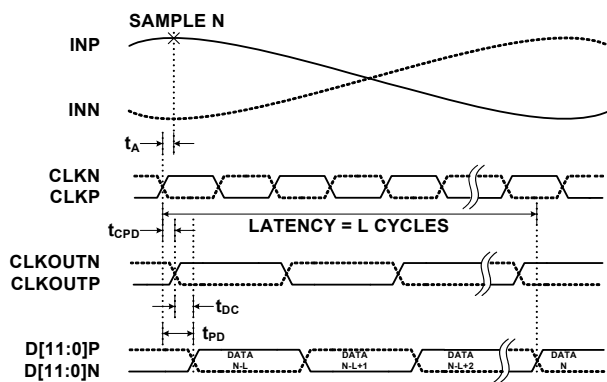 SAMPLE N
INP
INN
tA
CLKN
CLKP
LATENCY = L CYCLES
tCPD
CLKOUTN
CLKOUTP
tDC
tPD
D[11:0]P
D[11:0]N
DATA
N-L
DATA
N-L+1
DATA
N-L+2
DATA
N